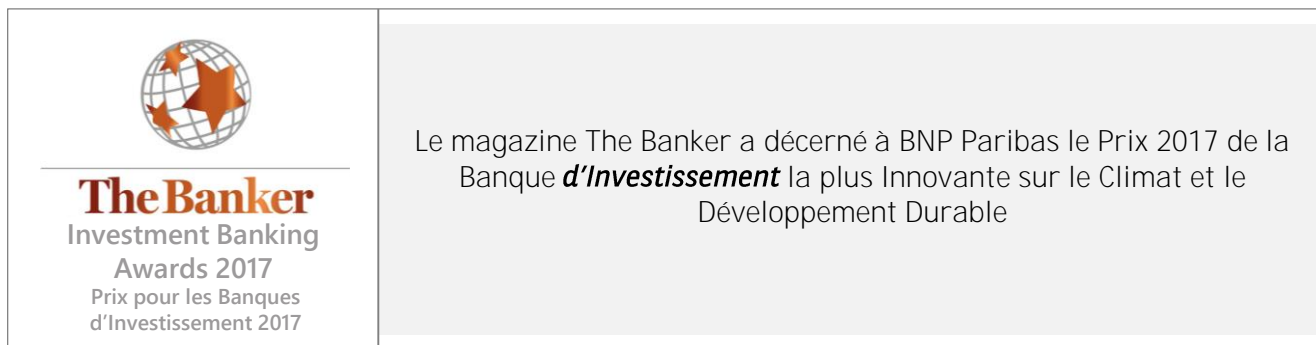 The Banker
Investment Banking
Awards 2017
Prix pour les Banques
d’Investissement 2017
Le magazine The Banker a décerné à BNP Paribas le Prix 2017 de la
Banque d’Investissement la plus Innovante sur le Climat et le
Développement Durable